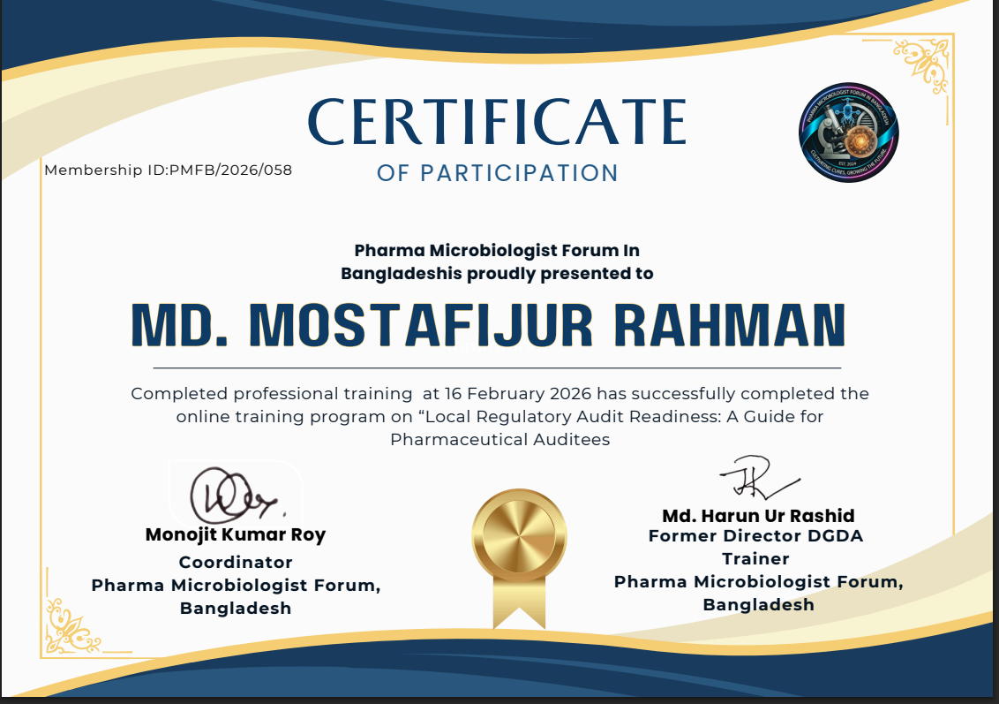 CERTIFICATE
OF PARTICIPATION
PHARMA MICROBIOLOGIST FORUM IN BANGLADESH
EST. 2024
CULTIVATING CURES, GROWING THE FUTURE
Membership ID:PMFB/2026/058
Pharma Microbiologist Forum In
Bangladeshis proudly presented to
MD. MOSTAFIJUR RAHMAN
Completed professional training  at 16 February 2026 has successfully completed the
online training program on “Local Regulatory Audit Readiness: A Guide for
Pharmaceutical Auditees
Monojit Kumar Roy
Coordinator
Pharma Microbiologist Forum,
Bangladesh
Md. Harun Ur Rashid
Former Director DGDA
Trainer
Pharma Microbiologist Forum,
Bangladesh